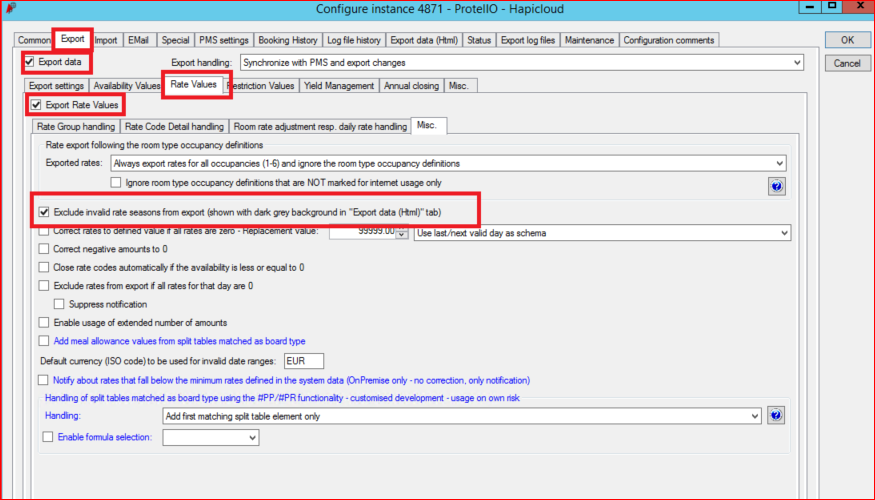 Configure instance 4871 - ProtelIO - Hapicloud
Common Export Import EMail Special PMS settings Booking History Log file history Export data (Html) Status Export log files Maintenance Configuration comments
OK
Export data Export handling: Synchronize with PMS and export changes
Cancel
Export settings Availability Values Rate Values Restriction Values Yield Management Annual closing Misc.
Export Rate Values
Rate Group handling Rate Code Detail handling Room rate adjustment resp. daily rate handling Misc.
Rate export following the room type occupancy definitions
Exported rates: Always export rates for all occupancies (1-6) and ignore the room type occupancy definitions
Ignore room type occupancy definitions that are NOT marked for internet usage only
Exclude invalid rate seasons from export (shown with dark grey background in "Export data (Html)" tab)
Correct rates to defined value if all rates are zero - Replacement value: 99999.00 Use last/next valid day as schema
Correct negative amounts to 0
Close rate codes automatically if the availability is less or equal to 0
Exclude rates from export if all rates for that day are 0
Suppress notification
Enable usage of extended number of amounts
Add meal allowance values from split tables matched as board type
Default currency (ISO code) to be used for invalid date ranges: EUR
Notify about rates that fall below the minimum rates defined in the system data (OnPremise only - no correction, only notification)
Handling of split tables matched as board type using the #PP/#PR functionality - customised development - usage on own risk
Handling: Add first matching split table element only
Enable formula selection: